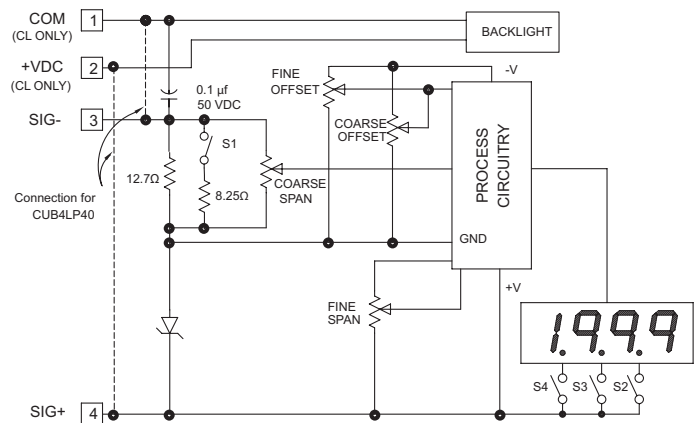 COM
(CL ONLY)
1
BACKLIGHT
+VDC
(CL ONLY)
2
FINE
OFFSET
-V
0.1 µf
50 VDC
SIG-
3
S1
COARSE
OFFSET
PROCESS
CIRCUITRY
12.7Ω
8.25Ω
COARSE
SPAN
Connection for
CUB4LP40
GND
+V
FINE
SPAN
1.9.9.9
S4
S3
S2
SIG+
4